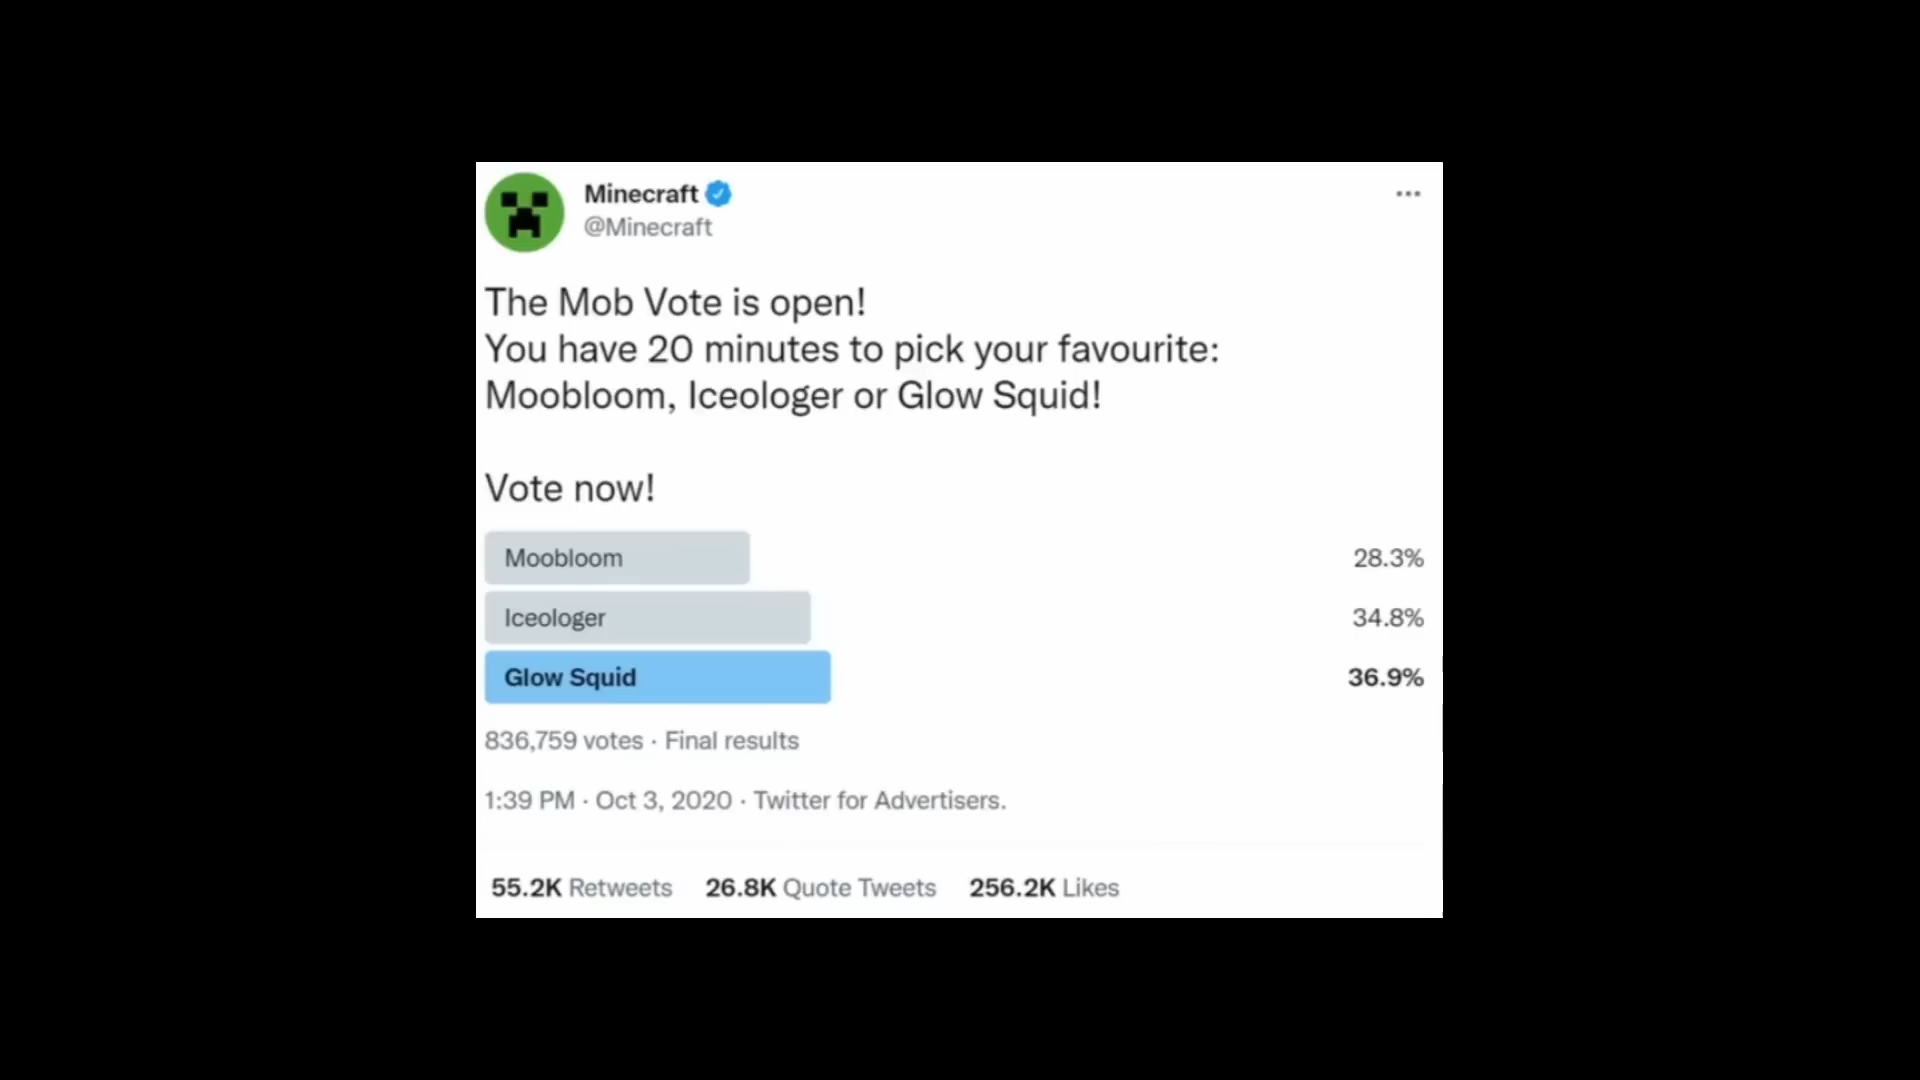 Minecraft
@Minecraft
The Mob Vote is open!
You have 20 minutes to pick your favourite:
Moobloom, Iceologer or Glow Squid!
Vote now!
Moobloom 28.3%
Iceologer 34.8%
Glow Squid 36.9%
836,759 votes · Final results
1:39 PM · Oct 3, 2020 · Twitter for Advertisers.
55.2K Retweets 26.8K Quote Tweets 256.2K Likes